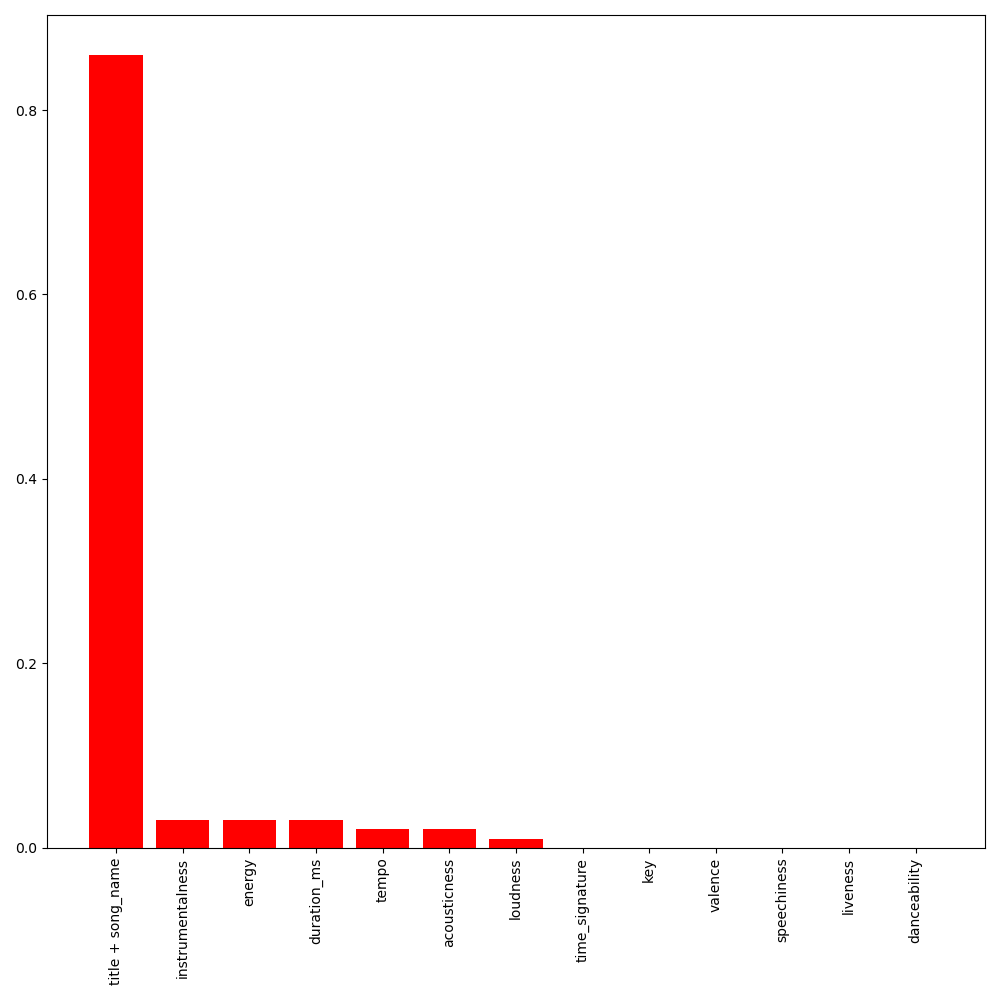 0.8
0.6
0.4
0.2
0.0
title + song_name
instrumentalness
energy
duration_ms
tempo
acousticness
loudness
time_signature
key
valence
speechiness
liveness
danceability